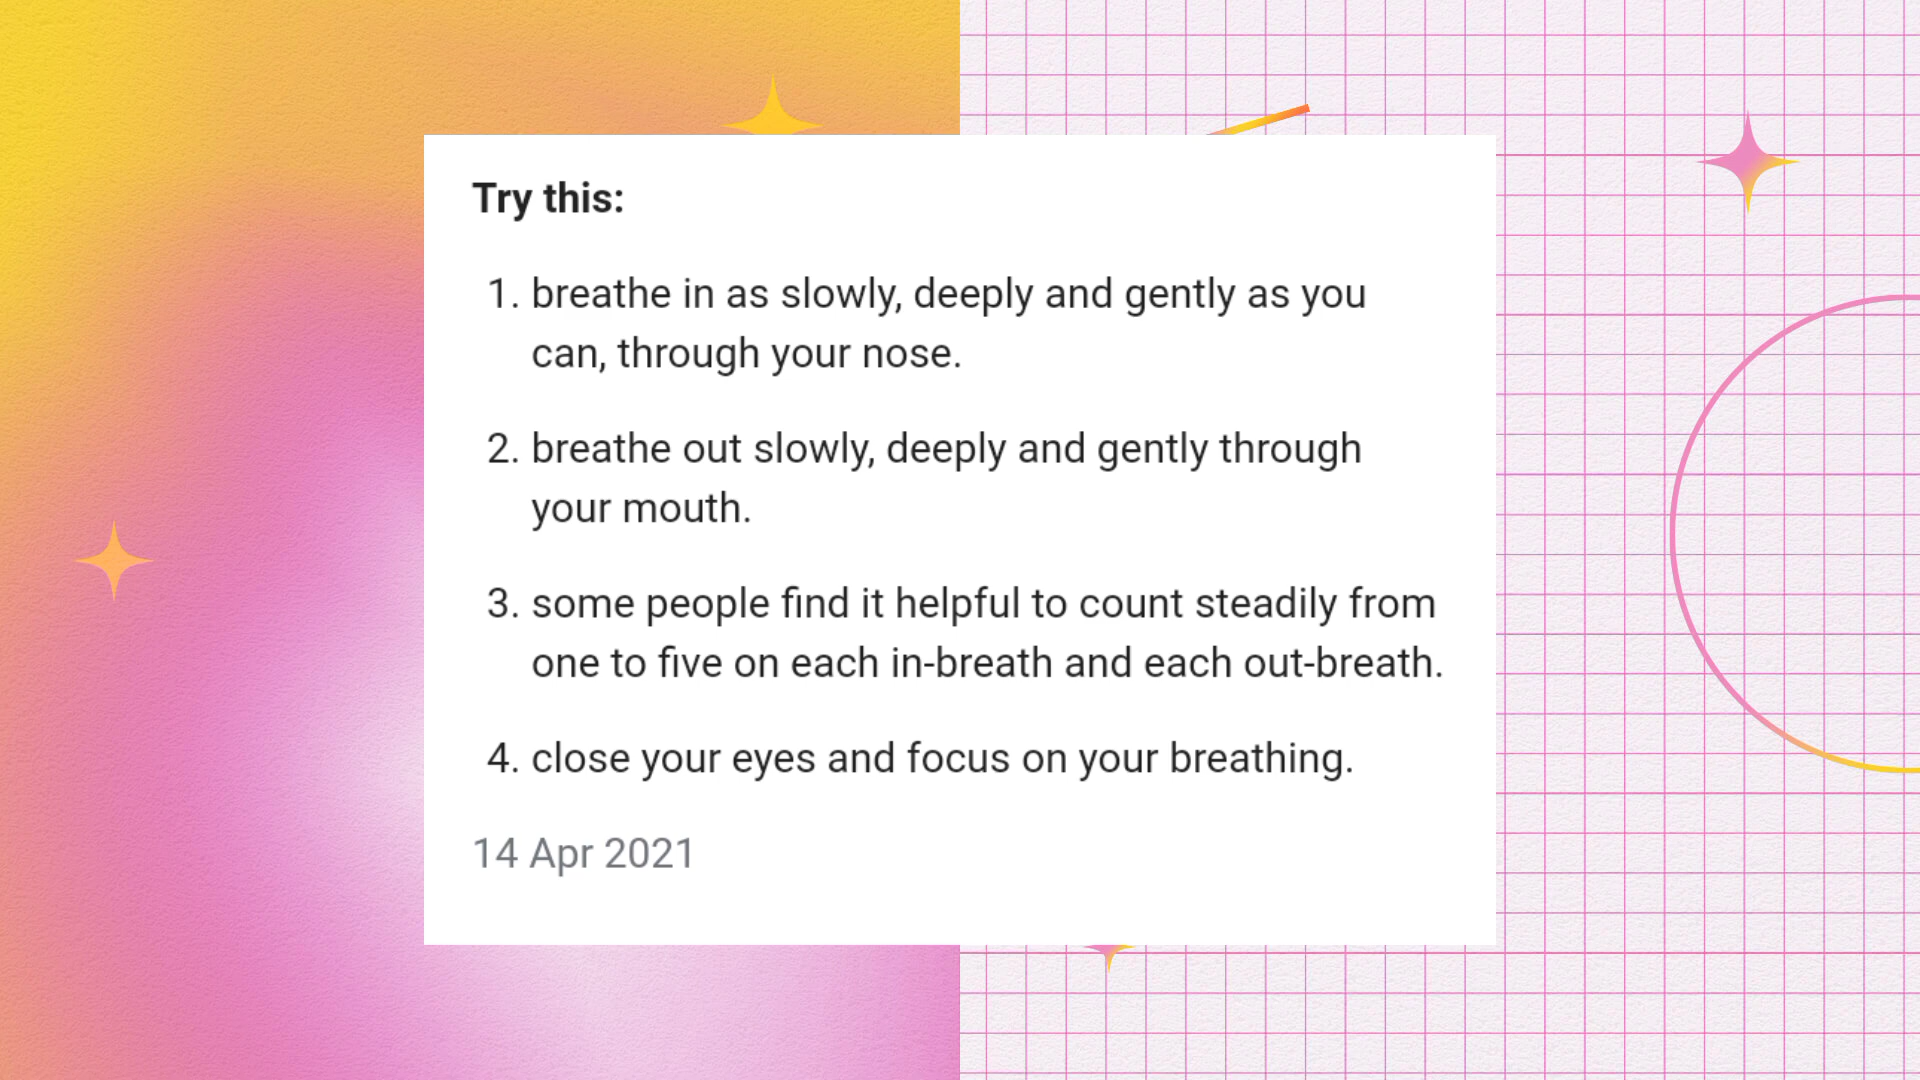 Try this:
1. breathe in as slowly, deeply and gently as you
can, through your nose.
2. breathe out slowly, deeply and gently through
your mouth.
3. some people find it helpful to count steadily from
one to five on each in-breath and each out-breath.
4. close your eyes and focus on your breathing.
14 Apr 2021